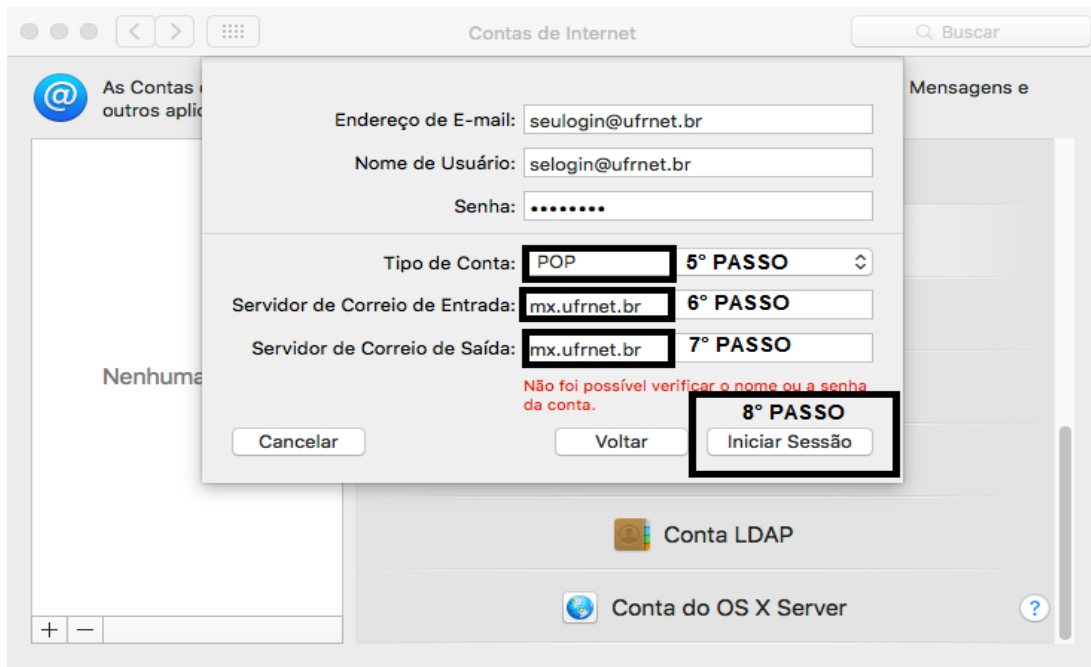 Contas de Internet
Buscar
As Contas
Mensagens e
outros aplic
Endereço de E-mail: seulogin@ufrnet.br
Nome de Usuário: selogin@ufrnet.br
Senha: ••••••••
Tipo de Conta: POP 5° PASSO
Servidor de Correio de Entrada: mx.ufrnet.br 6° PASSO
Servidor de Correio de Saída: mx.ufrnet.br 7° PASSO
Nenhuma
Não foi possível verificar o nome ou a senha
da conta.
8° PASSO
Cancelar
Voltar
Iniciar Sessão
Conta LDAP
Conta do OS X Server
?